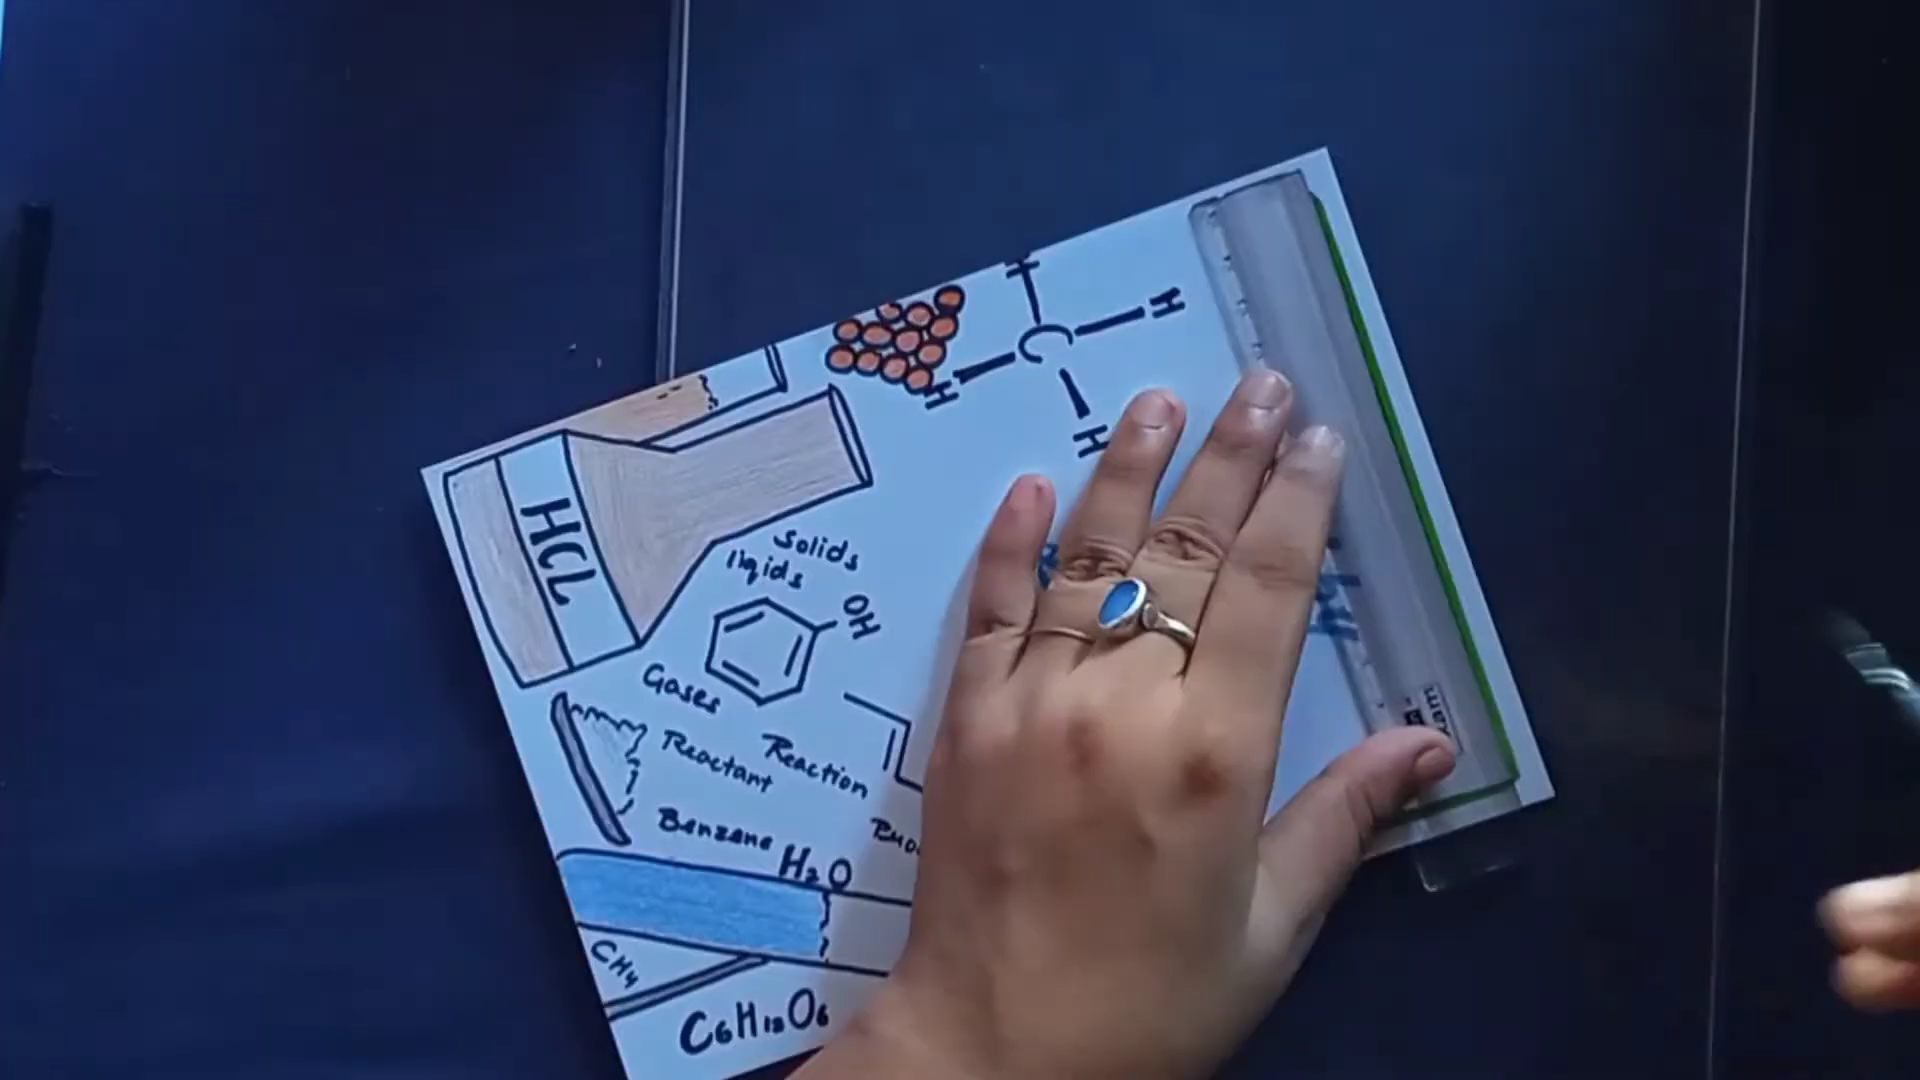 H
H
C
H
H
HCL
Solids
liqids
OH
Gases
Reactant
Reaction
Benzene
H₂O
CH₄
C₆H₁₂O₆